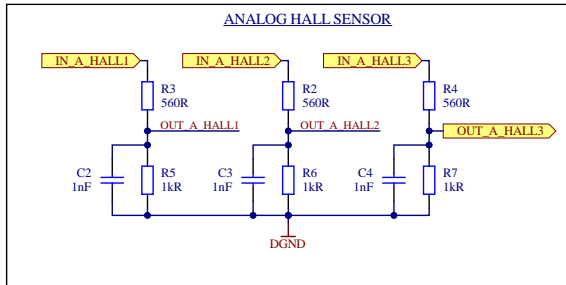 ANALOG HALL SENSOR
IN_A_HALL1 IN_A_HALL2 IN_A_HALL3
R3 R2 R4
560R 560R 560R
OUT_A_HALL1 OUT_A_HALL2 OUT_A_HALL3
C2 R5 C3 R6 C4 R7
1nF 1kR 1nF 1kR 1nF 1kR
DGND